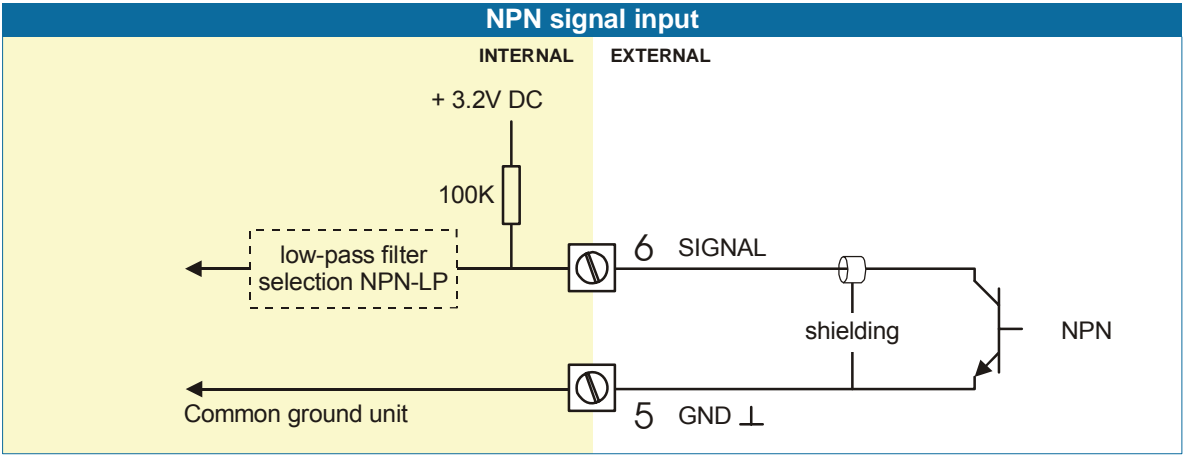 NPN signal input
INTERNAL
EXTERNAL
+ 3.2V DC
100K
low-pass filter
selection NPN-LP
6 SIGNAL
shielding
NPN
Common ground unit
5 GND